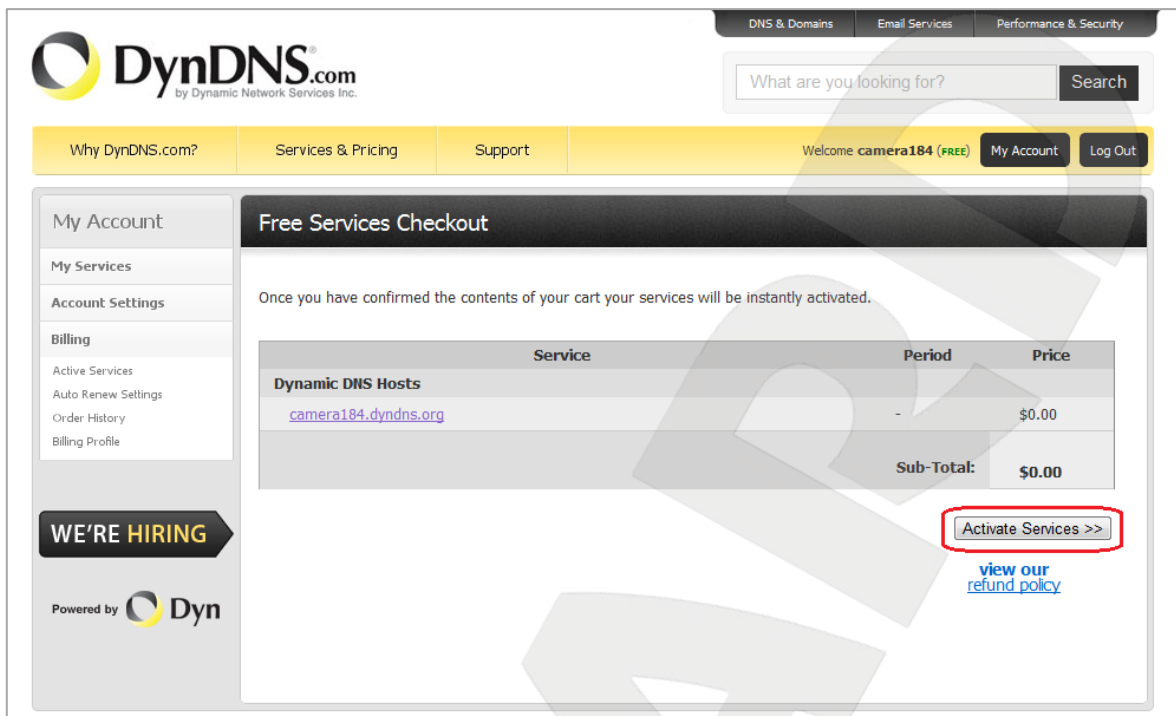 DNS & Domains Email Services Performance & Security
DynDNS.com
by Dynamic Network Services Inc.
What are you looking for? Search
Why DynDNS.com? Services & Pricing Support Welcome camera184 (FREE) My Account Log Out
My Account
My Services
Account Settings
Billing
Active Services
Auto Renew Settings
Order History
Billing Profile
WE'RE HIRING
Powered by Dyn
Free Services Checkout
Once you have confirmed the contents of your cart your services will be instantly activated.
Service Period Price
Dynamic DNS Hosts
camera184.dyndns.org - $0.00
Sub-Total: $0.00
Activate Services >>
view our
refund policy